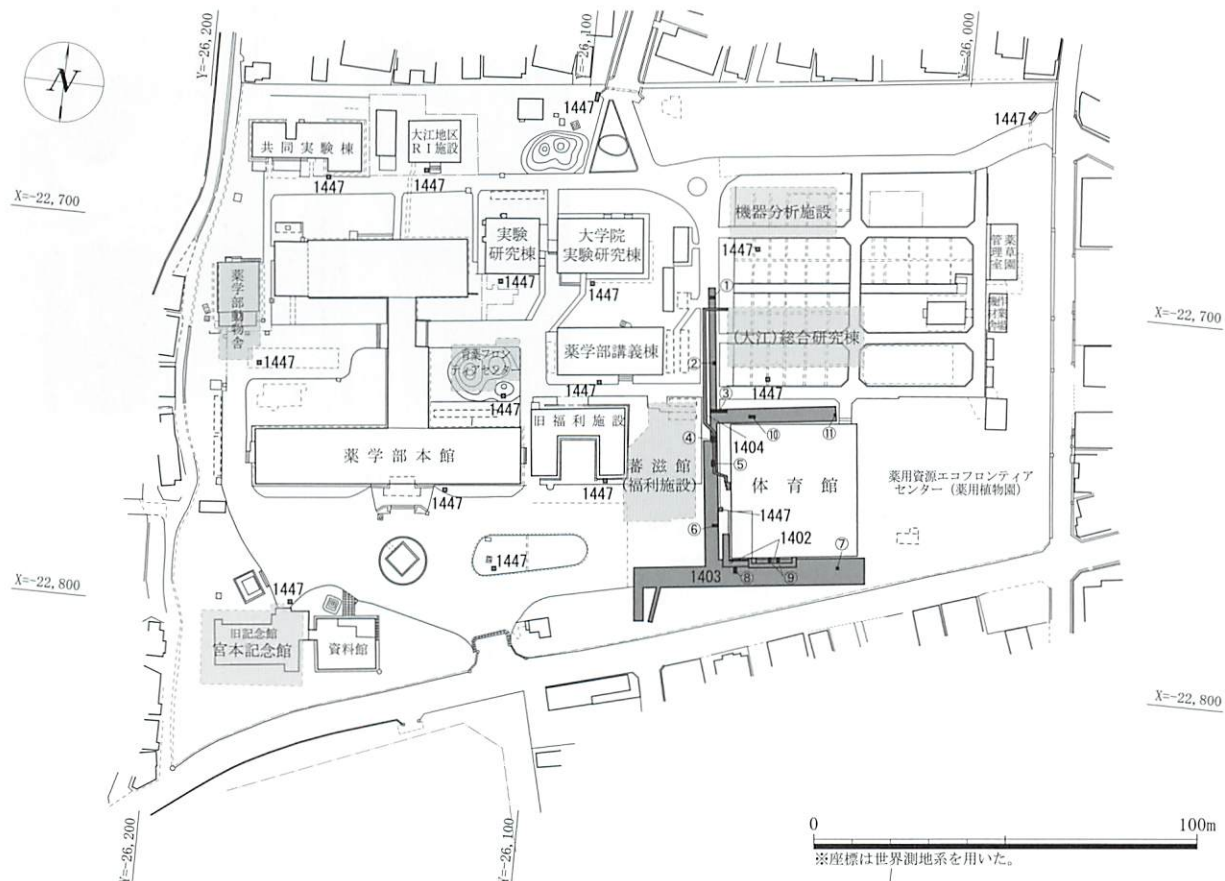 Y=-26,200
Y=-26,100
Y=-26,000
N
1447
1447
共同実験棟
大江地区
RI施設
1447
1447
X=-22,700
機器分析施設
実験
研究棟
大学院
実験研究棟
1447
薬草園
管理室
薬学部動物舎
1447
1447
①
X=-22,700
(大江)総合研究棟
②
薬学部講義棟
1447
1447
1447
1447
③
⑩
⑪
旧福利施設
④
1404
薬学部本館
蕃滋館
(福利施設)
⑤
体育館
薬用資源エコフロンティア
センター(薬用植物園)
1447
1447
1447
⑥
1402
⑦
1447
1403
⑧
⑨
X=-22,800
1447
旧記念館
宮本記念館
資料館
X=-22,800
Y=-26,200
Y=-26,100
0
100m
※座標は世界測地系を用いた。